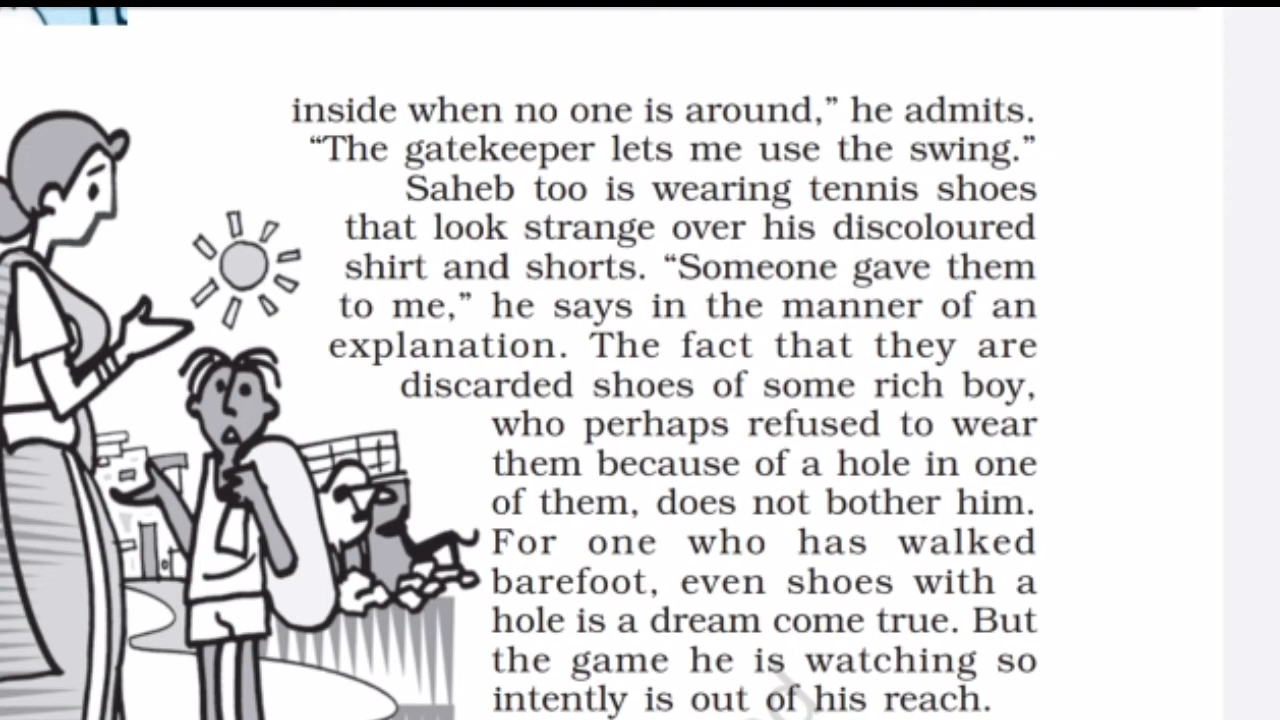 inside when no one is around,” he admits.
“The gatekeeper lets me use the swing.”
Saheb too is wearing tennis shoes
that look strange over his discoloured
shirt and shorts. “Someone gave them
to me,” he says in the manner of an
explanation. The fact that they are
discarded shoes of some rich boy,
who perhaps refused to wear
them because of a hole in one
of them, does not bother him.
For one who has walked
barefoot, even shoes with a
hole is a dream come true. But
the game he is watching so
intently is out of his reach.